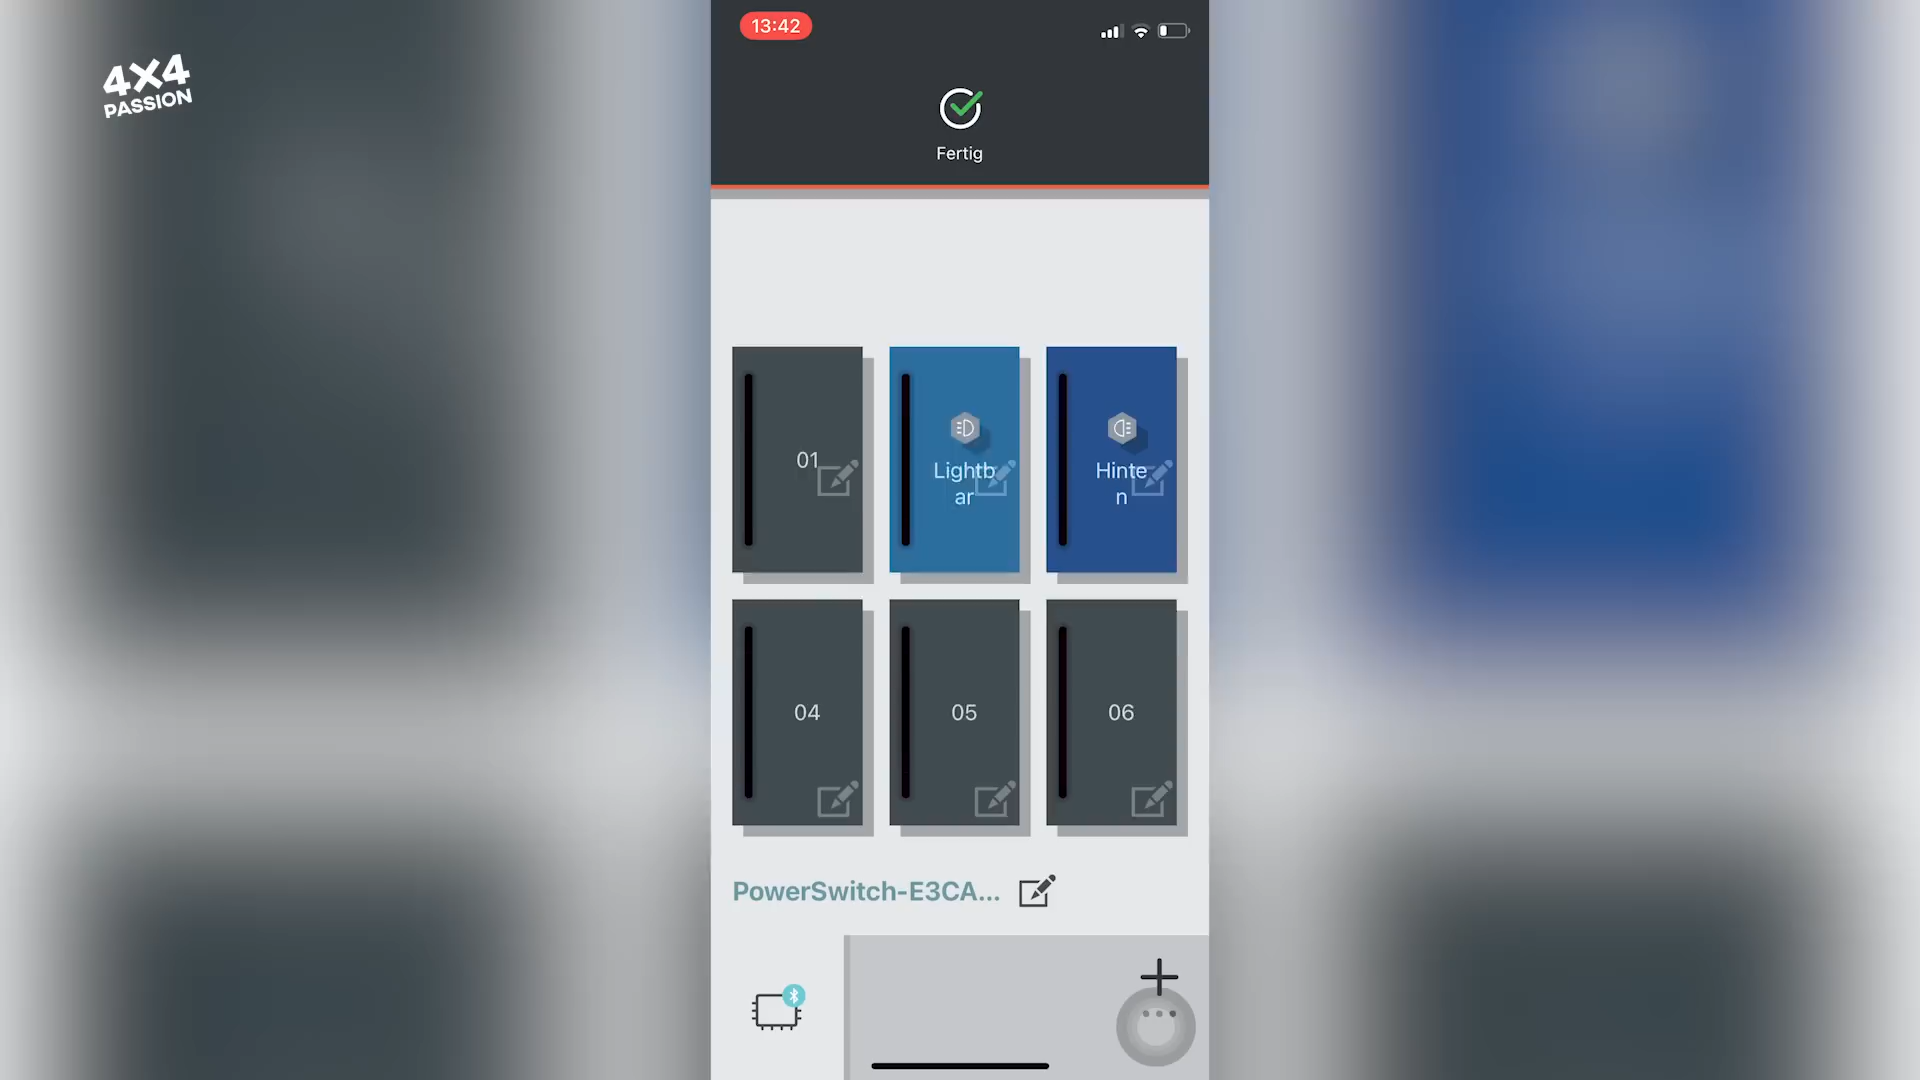 4X4
PASSION
13:42
Fertig
01
Lightb
ar
Hinte
n
04
05
06
PowerSwitch-E3CA...